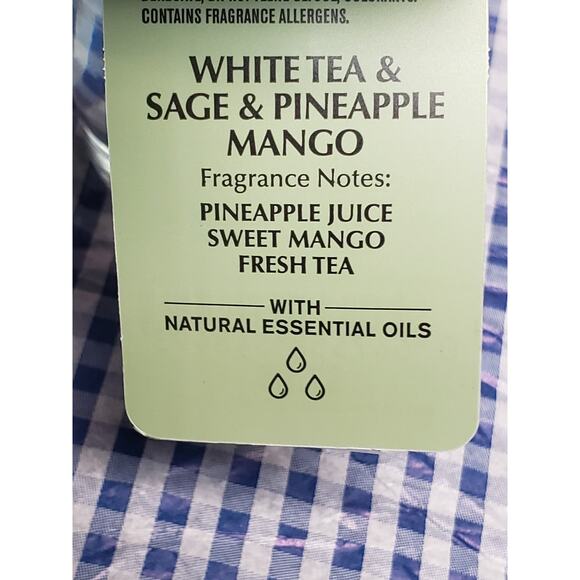 CONTAINS FRAGRANCE ALLERGENS.
WHITE TEA &
SAGE & PINEAPPLE
MANGO
Fragrance Notes:
PINEAPPLE JUICE
SWEET MANGO
FRESH TEA
WITH
NATURAL ESSENTIAL OILS